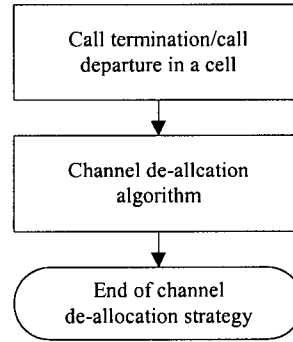 Call termination/call
departure in a cell
Channel de-allcation
algorithm
End of channel
de-allocation strategy